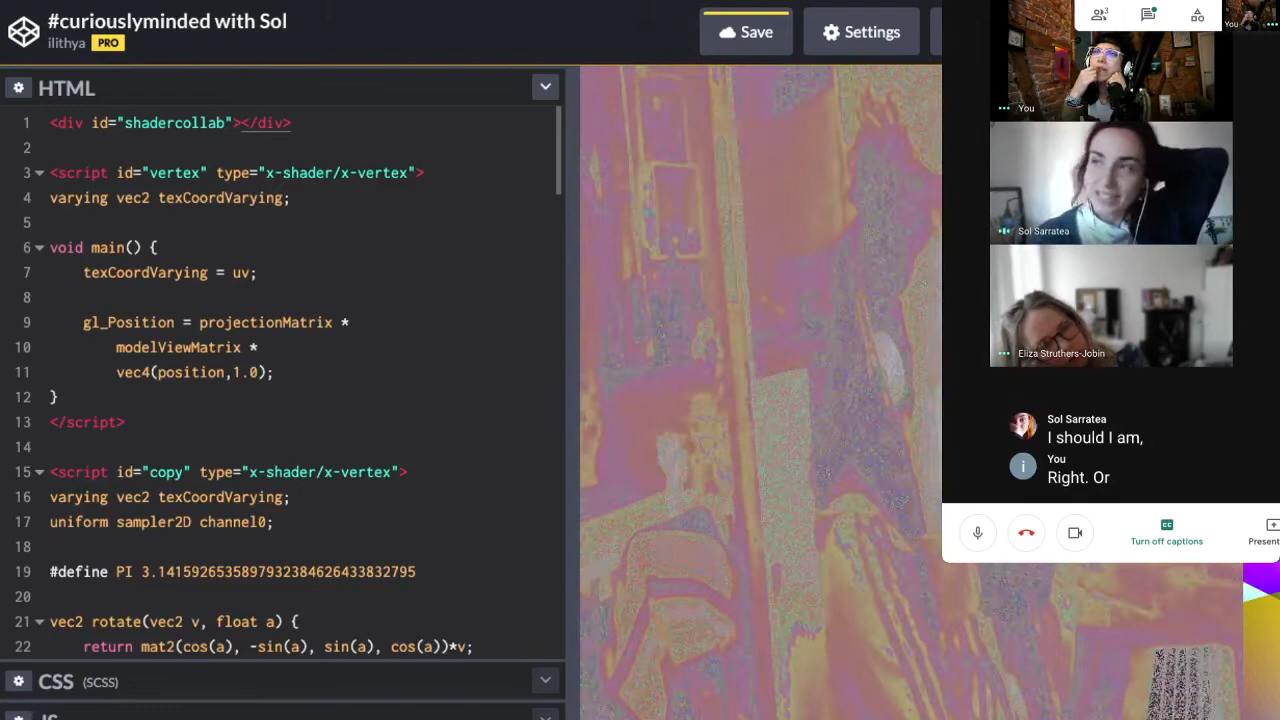 #curiouslyminded with Sol
ilithya PRO
Save
Settings
HTML
1 <div id="shadercollab"></div>
2
3 <script id="vertex" type="x-shader/x-vertex">
4 varying vec2 texCoordVarying;
5
6 void main() {
7 texCoordVarying = uv;
8
9 gl_Position = projectionMatrix *
10 modelViewMatrix *
11 vec4(position,1.0);
12 }
13 </script>
14
15 <script id="copy" type="x-shader/x-vertex">
16 varying vec2 texCoordVarying;
17 uniform sampler2D channel0;
18
19 #define PI 3.1415926535897932384626433832795
20
21 vec2 rotate(vec2 v, float a) {
22 return mat2(cos(a), -sin(a), sin(a), cos(a))*v;
CSS (SCSS)
JS
3
You
You
Sol Sarratea
Eliza Struthers-Jobin
Sol Sarratea
I should I am,
i
You
Right. Or
CC
Turn off captions
Present